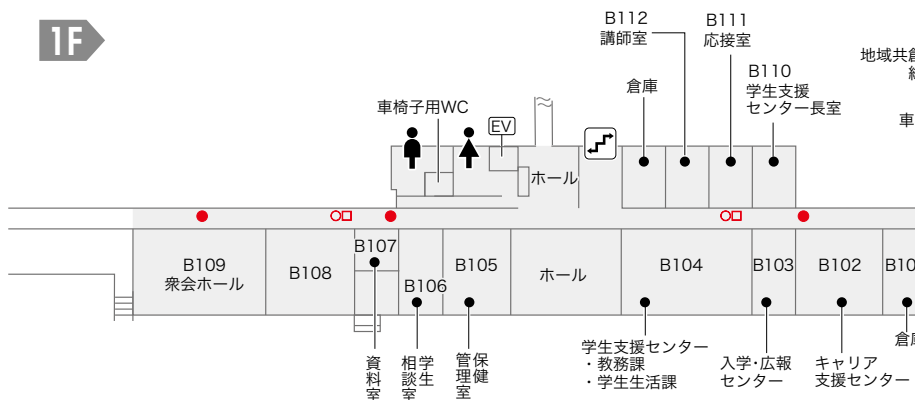 1F
B112
講師室
B111
応接室
B110
学生支援
センター長室
地域共創
車
倉庫
車椅子用WC
EV
ホール
B109
衆会ホール
B108
B107
B106
B105
ホール
B104
B103
B102
B10
資料室
学生
相談室
保健
管理室
学生支援センター
・教務課
・学生生活課
入学・広報
センター
キャリア
支援センター
倉庫